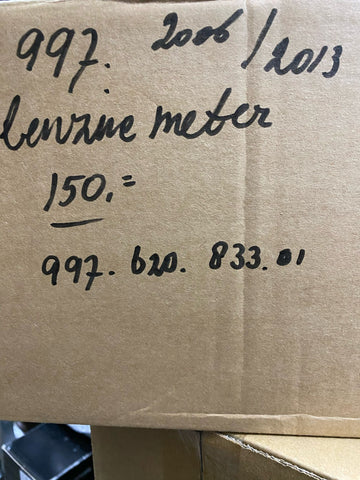 997. 2006/2013
benzine meter
150,=
997. 620. 833.01